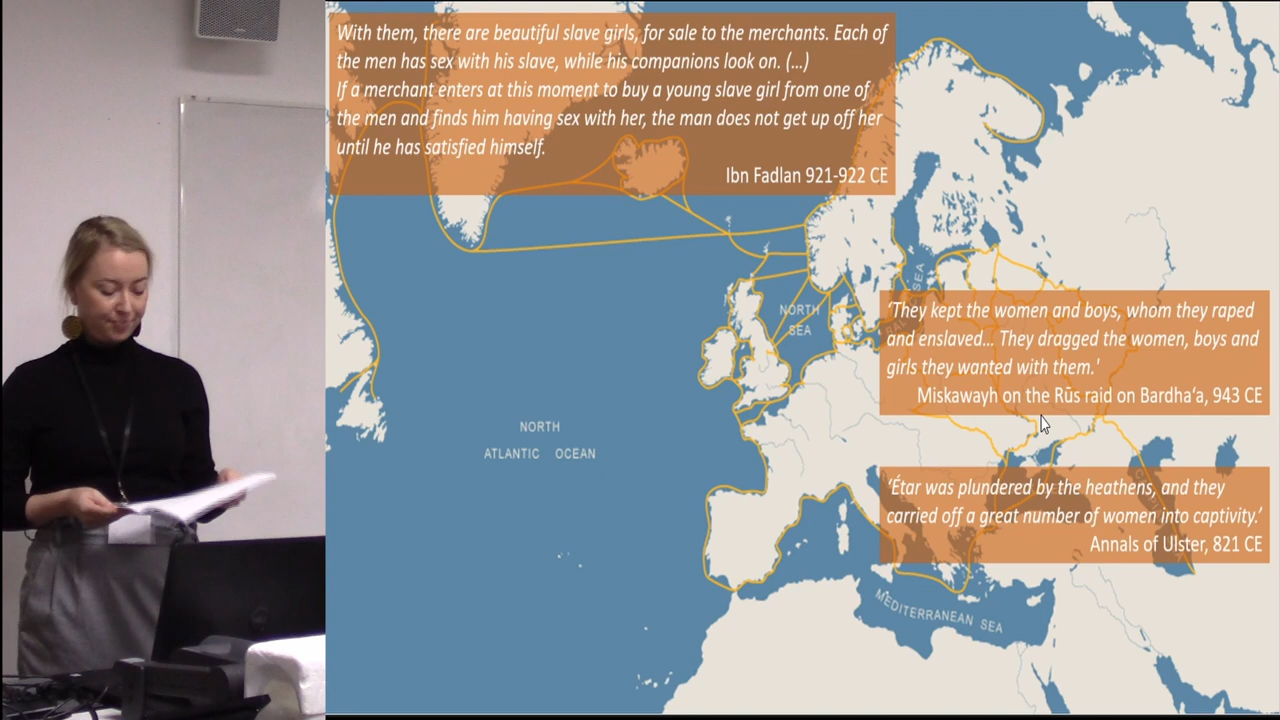 With them, there are beautiful slave girls, for sale to the merchants. Each of
the men has sex with his slave, while his companions look on. (...)
If a merchant enters at this moment to buy a young slave girl from one of
the men and finds him having sex with her, the man does not get up off her
until he has satisfied himself.
Ibn Fadlan 921-922 CE
SEA
NORTH
SEA
‘They kept the women and boys, whom they raped
and enslaved... They dragged the women, boys and
girls they wanted with them.'
Miskawayh on the Rūs raid on Bardha‘a, 943 CE
NORTH
ATLANTIC OCEAN
‘Étar was plundered by the heathens, and they
carried off a great number of women into captivity.’
Annals of Ulster, 821 CE
MEDITERRANEAN SEA